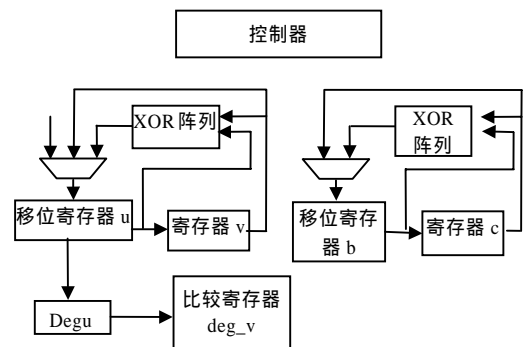 控制器
XOR 阵列
XOR
阵列
移位寄存器 u
寄存器 v
移位寄存
器 b
寄存器 c
Degu
比较寄存器
deg_v